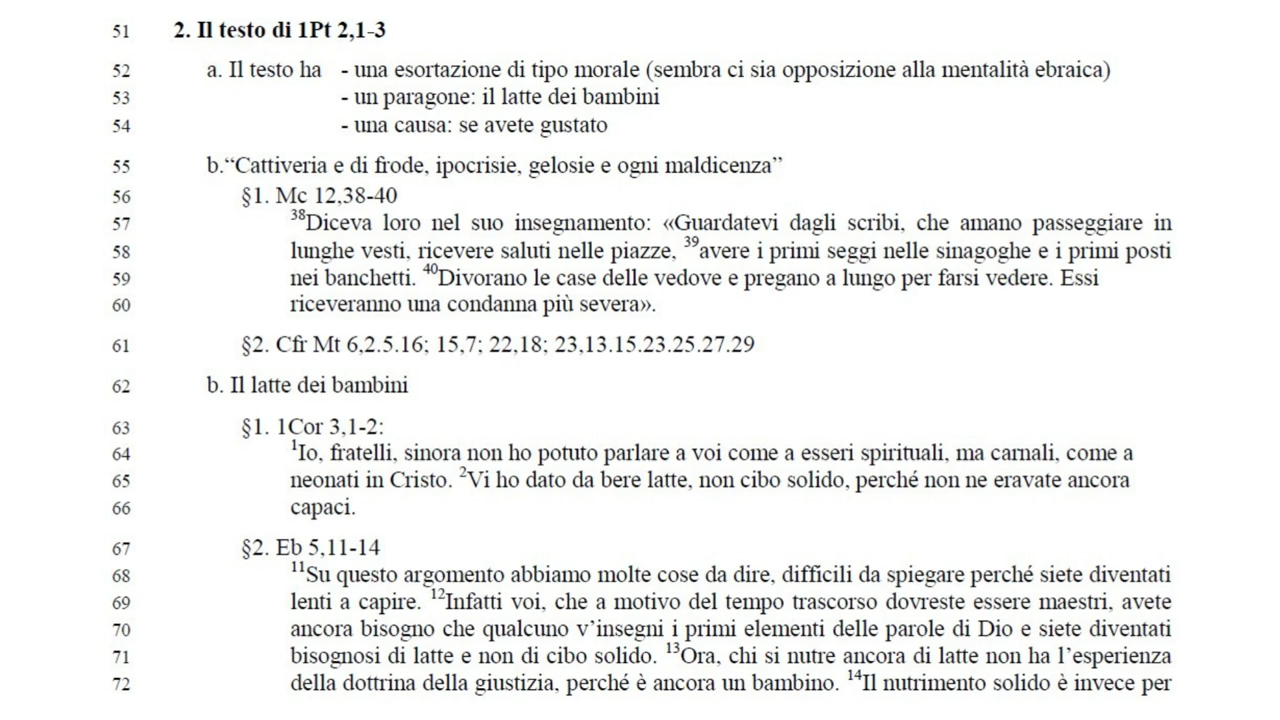 51 2. Il testo di 1Pt 2,1-3
52 a. Il testo ha - una esortazione di tipo morale (sembra ci sia opposizione alla mentalità ebraica)
53 - un paragone: il latte dei bambini
54 - una causa: se avete gustato
55 b.“Cattiveria e di frode, ipocrisie, gelosie e ogni maldicenza”
56 §1. Mc 12,38-40
57 ³⁸Diceva loro nel suo insegnamento: «Guardatevi dagli scribi, che amano passeggiare in
58 lunghe vesti, ricevere saluti nelle piazze, ³⁹avere i primi seggi nelle sinagoghe e i primi posti
59 nei banchetti. ⁴⁰Divorano le case delle vedove e pregano a lungo per farsi vedere. Essi
60 riceveranno una condanna più severa».
61 §2. Cfr Mt 6,2.5.16; 15,7; 22,18; 23,13.15.23.25.27.29
62 b. Il latte dei bambini
63 §1. 1Cor 3,1-2:
64 ¹Io, fratelli, sinora non ho potuto parlare a voi come a esseri spirituali, ma carnali, come a
65 neonati in Cristo. ²Vi ho dato da bere latte, non cibo solido, perché non ne eravate ancora
66 capaci.
67 §2. Eb 5,11-14
68 ¹¹Su questo argomento abbiamo molte cose da dire, difficili da spiegare perché siete diventati
69 lenti a capire. ¹²Infatti voi, che a motivo del tempo trascorso dovreste essere maestri, avete
70 ancora bisogno che qualcuno v’insegni i primi elementi delle parole di Dio e siete diventati
71 bisognosi di latte e non di cibo solido. ¹³Ora, chi si nutre ancora di latte non ha l’esperienza
72 della dottrina della giustizia, perché è ancora un bambino. ¹⁴Il nutrimento solido è invece per